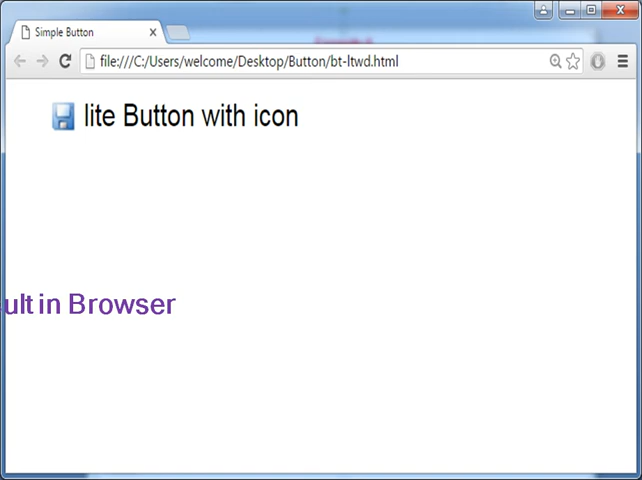 Simple Button
file:///C:/Users/welcome/Desktop/Button/bt-ltwd.html
lite Button with icon
ult in Browser